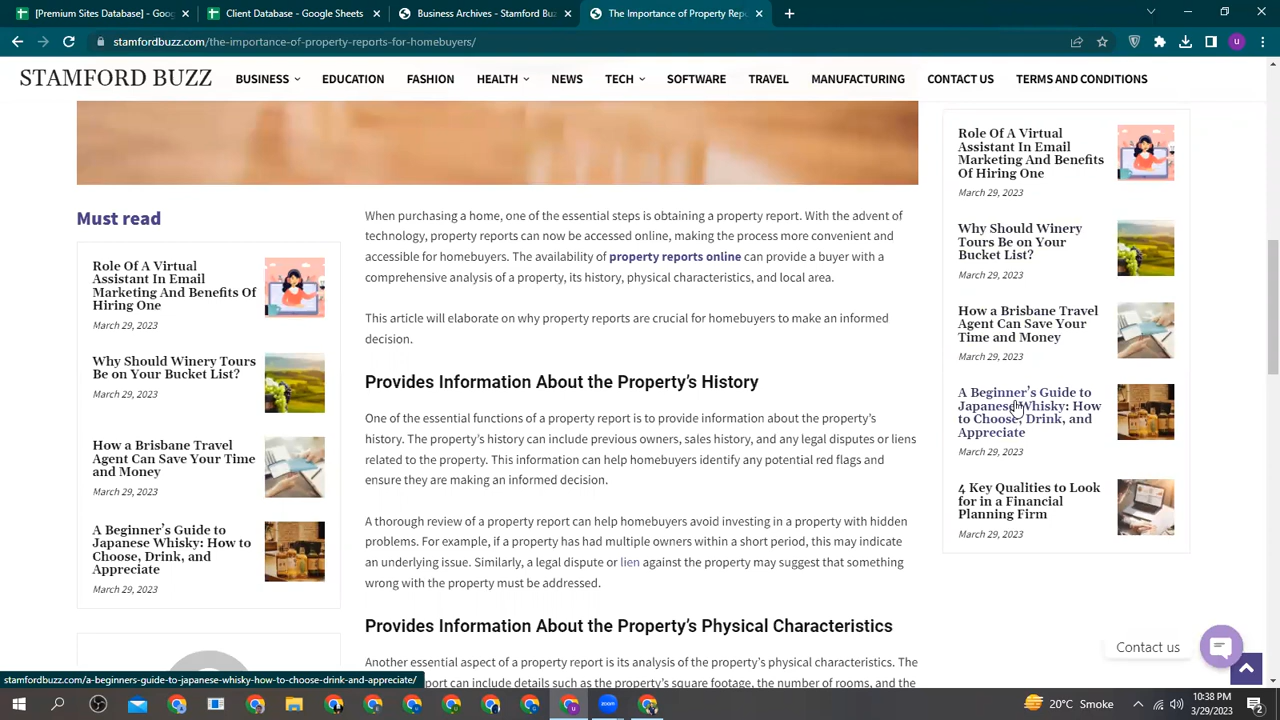 [Premium Sites Database] - Goo
Client Database - Google Sheets
Business Archives - Stamford Buz
The Importance of Property Repo
stamfordbuzz.com/the-importance-of-property-reports-for-homebuyers/
STAMFORD BUZZ
BUSINESS
EDUCATION
FASHION
HEALTH
NEWS
TECH
SOFTWARE
TRAVEL
MANUFACTURING
CONTACT US
TERMS AND CONDITIONS
Must read
Role Of A Virtual
Assistant In Email
Marketing And Benefits Of
Hiring One
March 29, 2023
Why Should Winery Tours
Be on Your Bucket List?
March 29, 2023
How a Brisbane Travel
Agent Can Save Your Time
and Money
March 29, 2023
A Beginner's Guide to
Japanese Whisky: How to
Choose, Drink, and
Appreciate
March 29, 2023
When purchasing a home, one of the essential steps is obtaining a property report. With the advent of
technology, property reports can now be accessed online, making the process more convenient and
accessible for homebuyers. The availability of property reports online can provide a buyer with a
comprehensive analysis of a property, its history, physical characteristics, and local area.
This article will elaborate on why property reports are crucial for homebuyers to make an informed
decision.
Provides Information About the Property's History
One of the essential functions of a property report is to provide information about the property's
history. The property's history can include previous owners, sales history, and any legal disputes or liens
related to the property. This information can help homebuyers identify any potential red flags and
ensure they are making an informed decision.
A thorough review of a property report can help homebuyers avoid investing in a property with hidden
problems. For example, if a property has had multiple owners within a short period, this may indicate
an underlying issue. Similarly, a legal dispute or lien against the property may suggest that something
wrong with the property must be addressed.
Provides Information About the Property's Physical Characteristics
Another essential aspect of a property report is its analysis of the property's physical characteristics. The
port can include details such as the property's square footage, the number of rooms, and the
Role Of A Virtual
Assistant In Email
Marketing And Benefits
Of Hiring One
March 29, 2023
Why Should Winery
Tours Be on Your
Bucket List?
March 29, 2023
How a Brisbane Travel
Agent Can Save Your
Time and Money
March 29, 2023
A Beginner's Guide to
Japanese Whisky: How
to Choose, Drink, and
Appreciate
March 29, 2023
4 Key Qualities to Look
for in a Financial
Planning Firm
March 29, 2023
Contact us
stamfordbuzz.com/a-beginners-guide-to-japanese-whisky-how-to-choose-drink-and-appreciate/
20°C Smoke
10:38 PM
3/29/2023